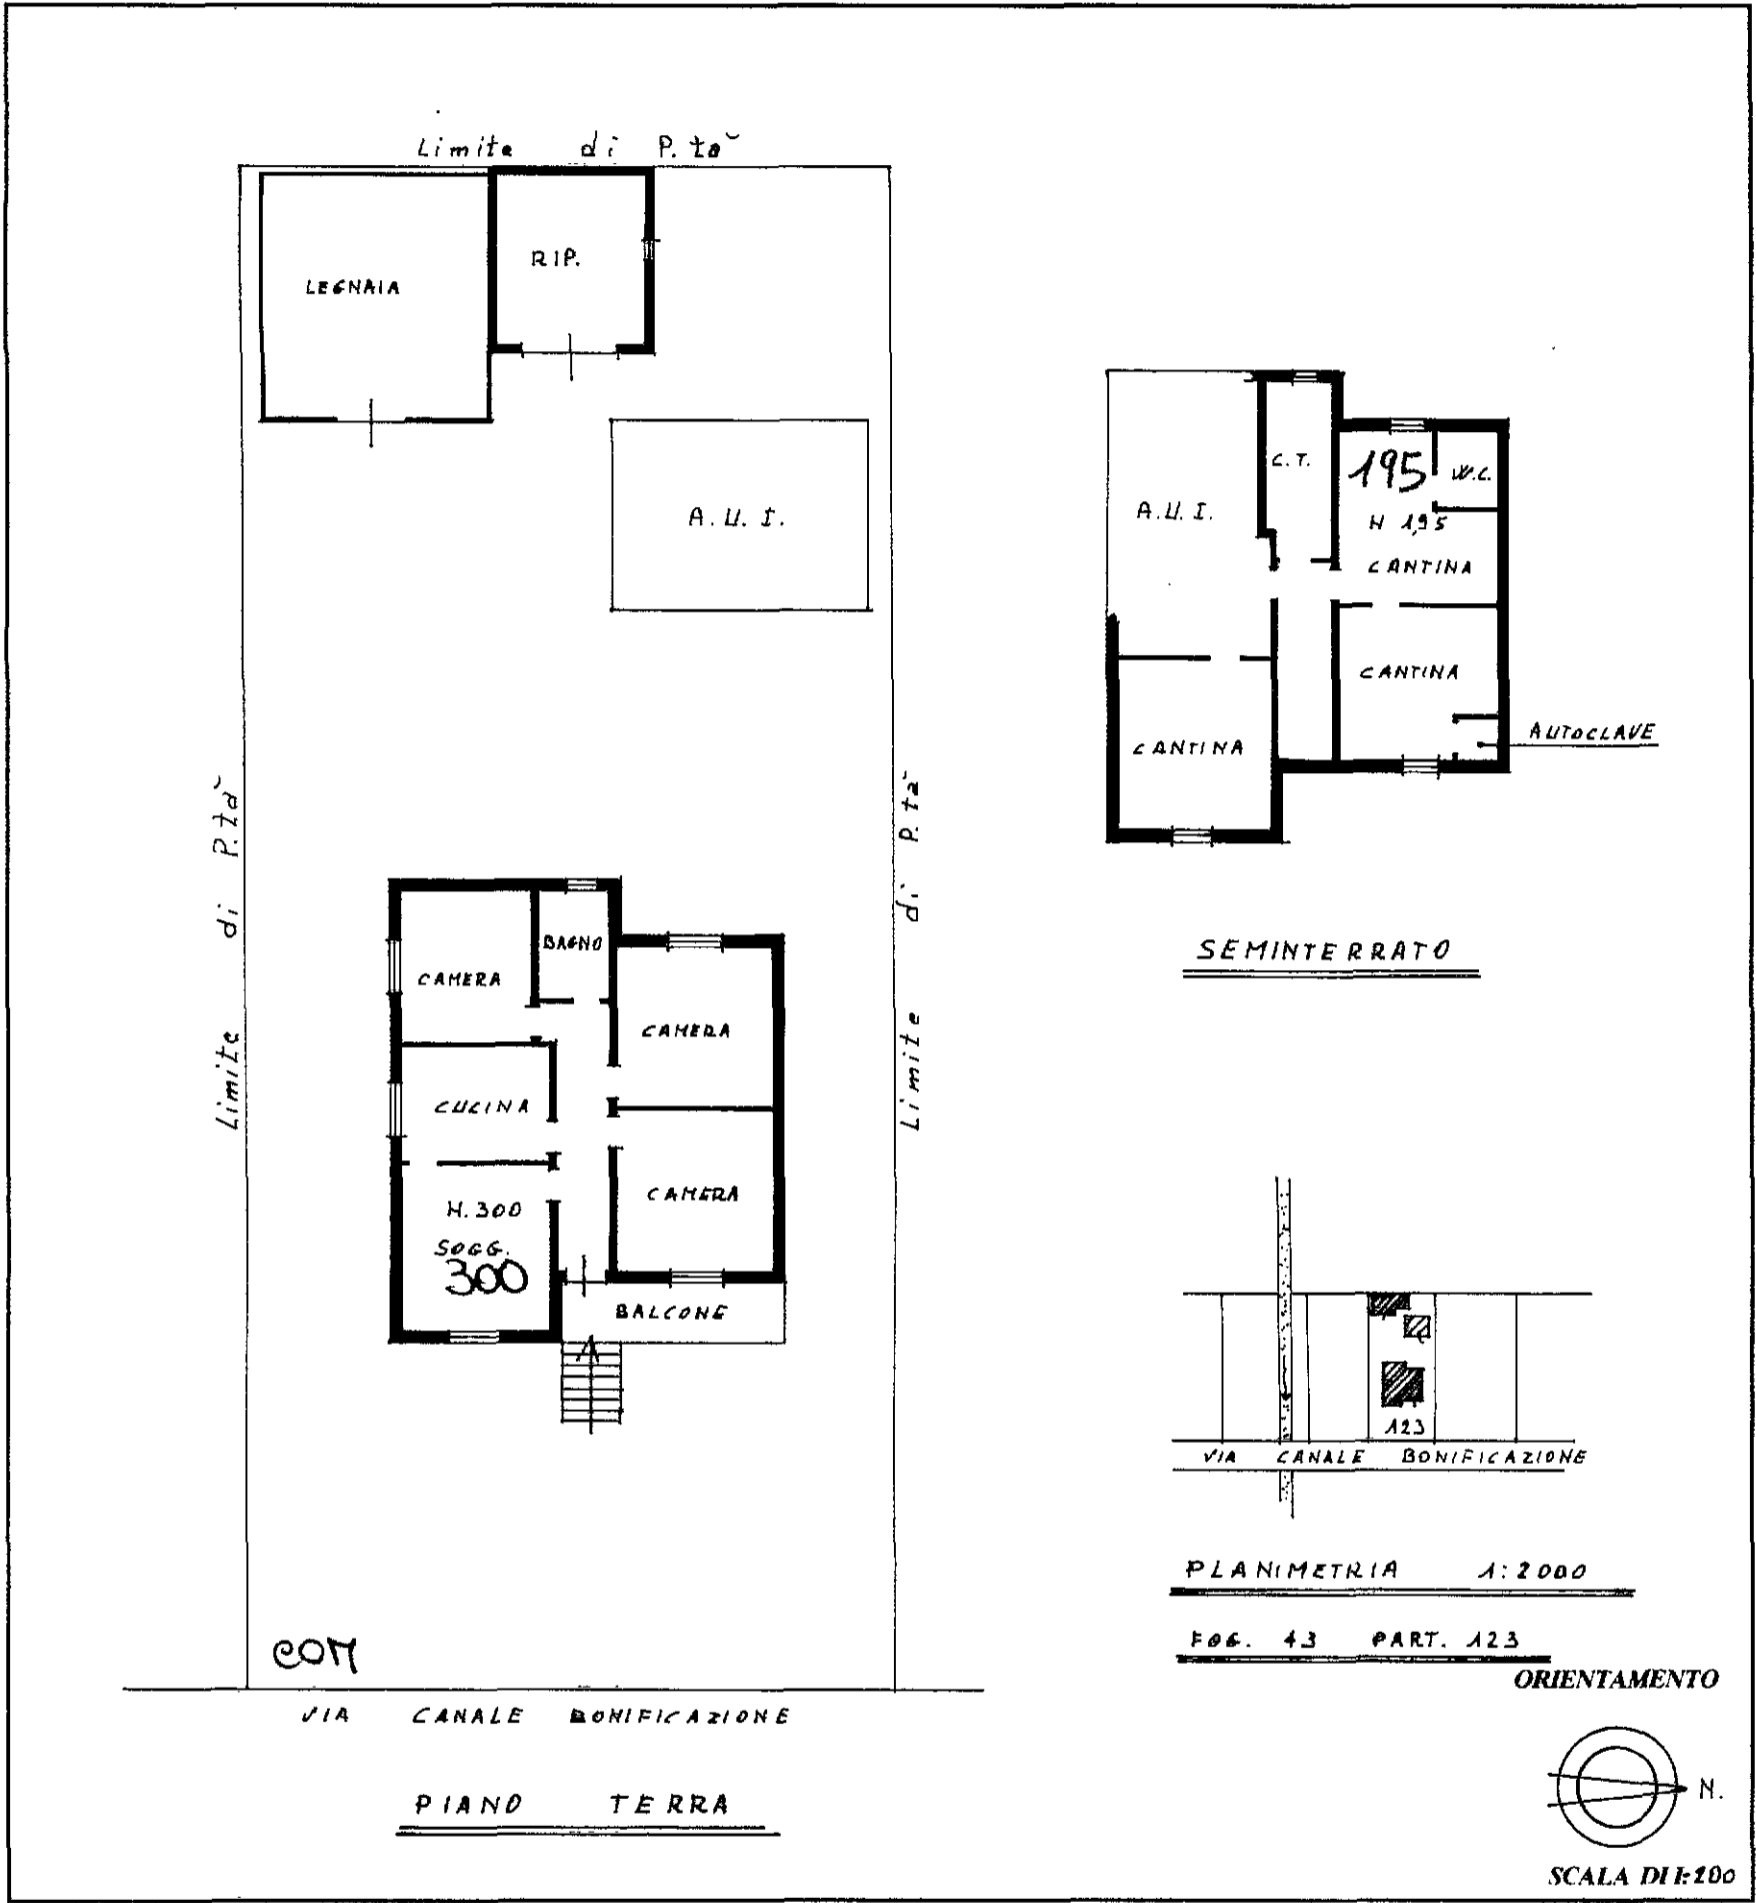 Limite di P.tà
LEGNAIA
RIP.
A.U.I.
Limite di P.tà
Limite di P.tà
CAMERA
BAGNO
CAMERA
CUCINA
CAMERA
H.300
SOGG.
300
BALCONE
COM
VIA CANALE BONIFICAZIONE
PIANO TERRA
A.U.I.
C.T.
195
W.C.
H 1,95
CANTINA
CANTINA
CANTINA
AUTOCLAVE
SEMINTERRATO
123
VIA CANALE BONIFICAZIONE
PLANIMETRIA 1:2000
FOG. 43 PART. 123
ORIENTAMENTO
N.
SCALA DI 1:200